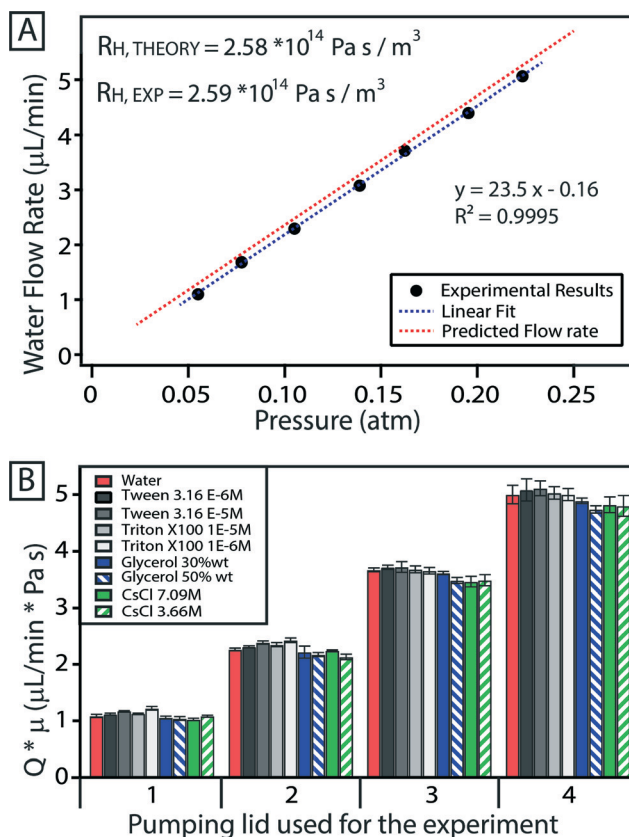 A
R_H, THEORY = 2.58 *10^14 Pa s / m^3
R_H, EXP = 2.59 *10^14 Pa s / m^3
y = 23.5 x - 0.16
R² = 0.9995
Experimental Results
Linear Fit
Predicted Flow rate
Water Flow Rate (μL/min)
5
4
3
2
1
0
0 0.05 0.10 0.15 0.20 0.25
Pressure (atm)
B
Water
Tween 3.16 E-6M
Tween 3.16 E-5M
Triton X100 1E-5M
Triton X100 1E-6M
Glycerol 30%wt
Glycerol 50% wt
CsCl 7.09M
CsCl 3.66M
Q * μ (μL/min * Pa s)
5
4
3
2
1
0
1 2 3 4
Pumping lid used for the experiment